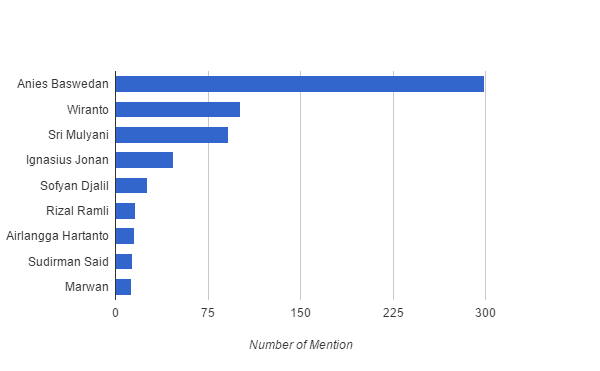 Anies Baswedan
Wiranto
Sri Mulyani
Ignasius Jonan
Sofyan Djalil
Rizal Ramli
Airlangga Hartanto
Sudirman Said
Marwan
0 75 150 225 300
Number of Mention